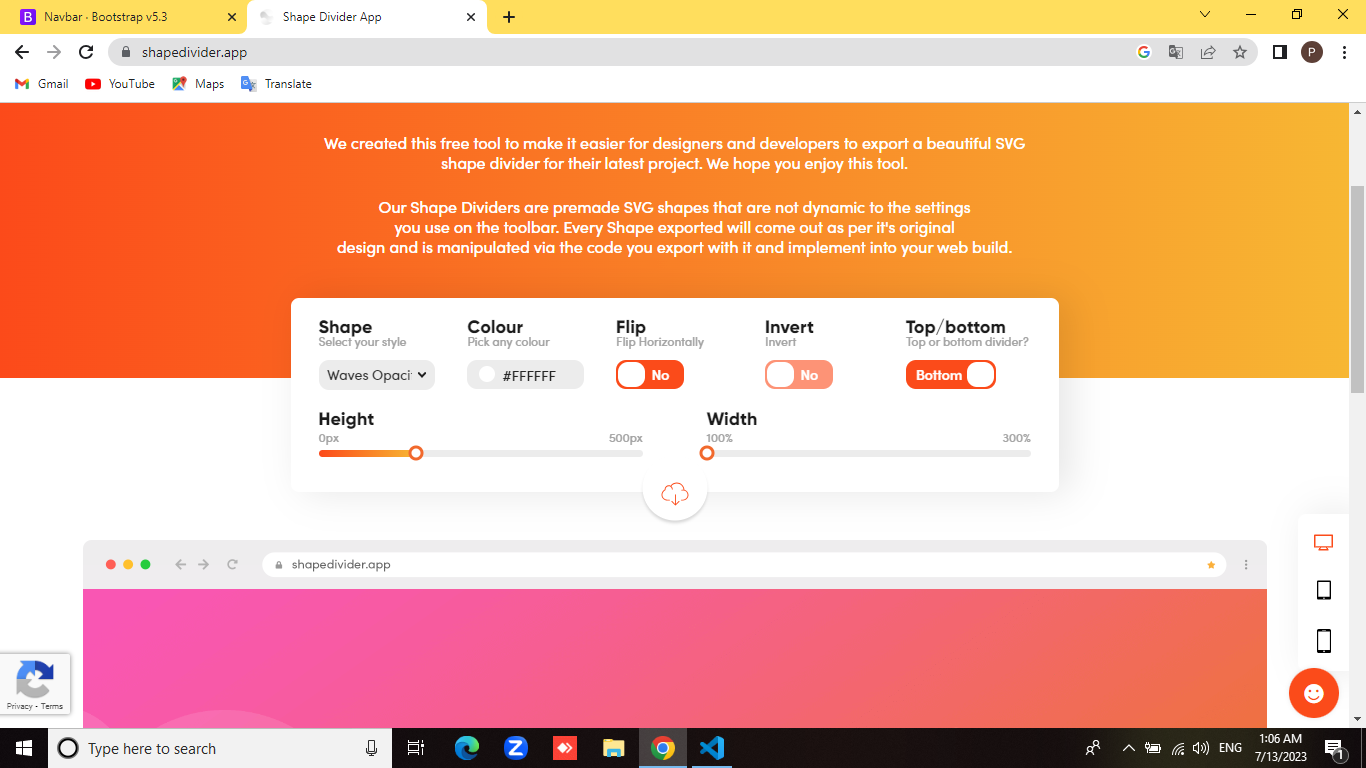 Navbar · Bootstrap v5.3
Shape Divider App
shapedivider.app
P
Gmail
YouTube
Maps
Translate
We created this free tool to make it easier for designers and developers to export a beautiful SVG
shape divider for their latest project. We hope you enjoy this tool.
Our Shape Dividers are premade SVG shapes that are not dynamic to the settings
you use on the toolbar. Every Shape exported will come out as per it's original
design and is manipulated via the code you export with it and implement into your web build.
Shape
Select your style
Waves Opaci
Colour
Pick any colour
#FFFFFF
Flip
Flip Horizontally
No
Invert
Invert
No
Top/bottom
Top or bottom divider?
Bottom
Height
0px
500px
Width
100%
300%
shapedivider.app
Privacy - Terms
Type here to search
ENG
1:06 AM
7/13/2023
1